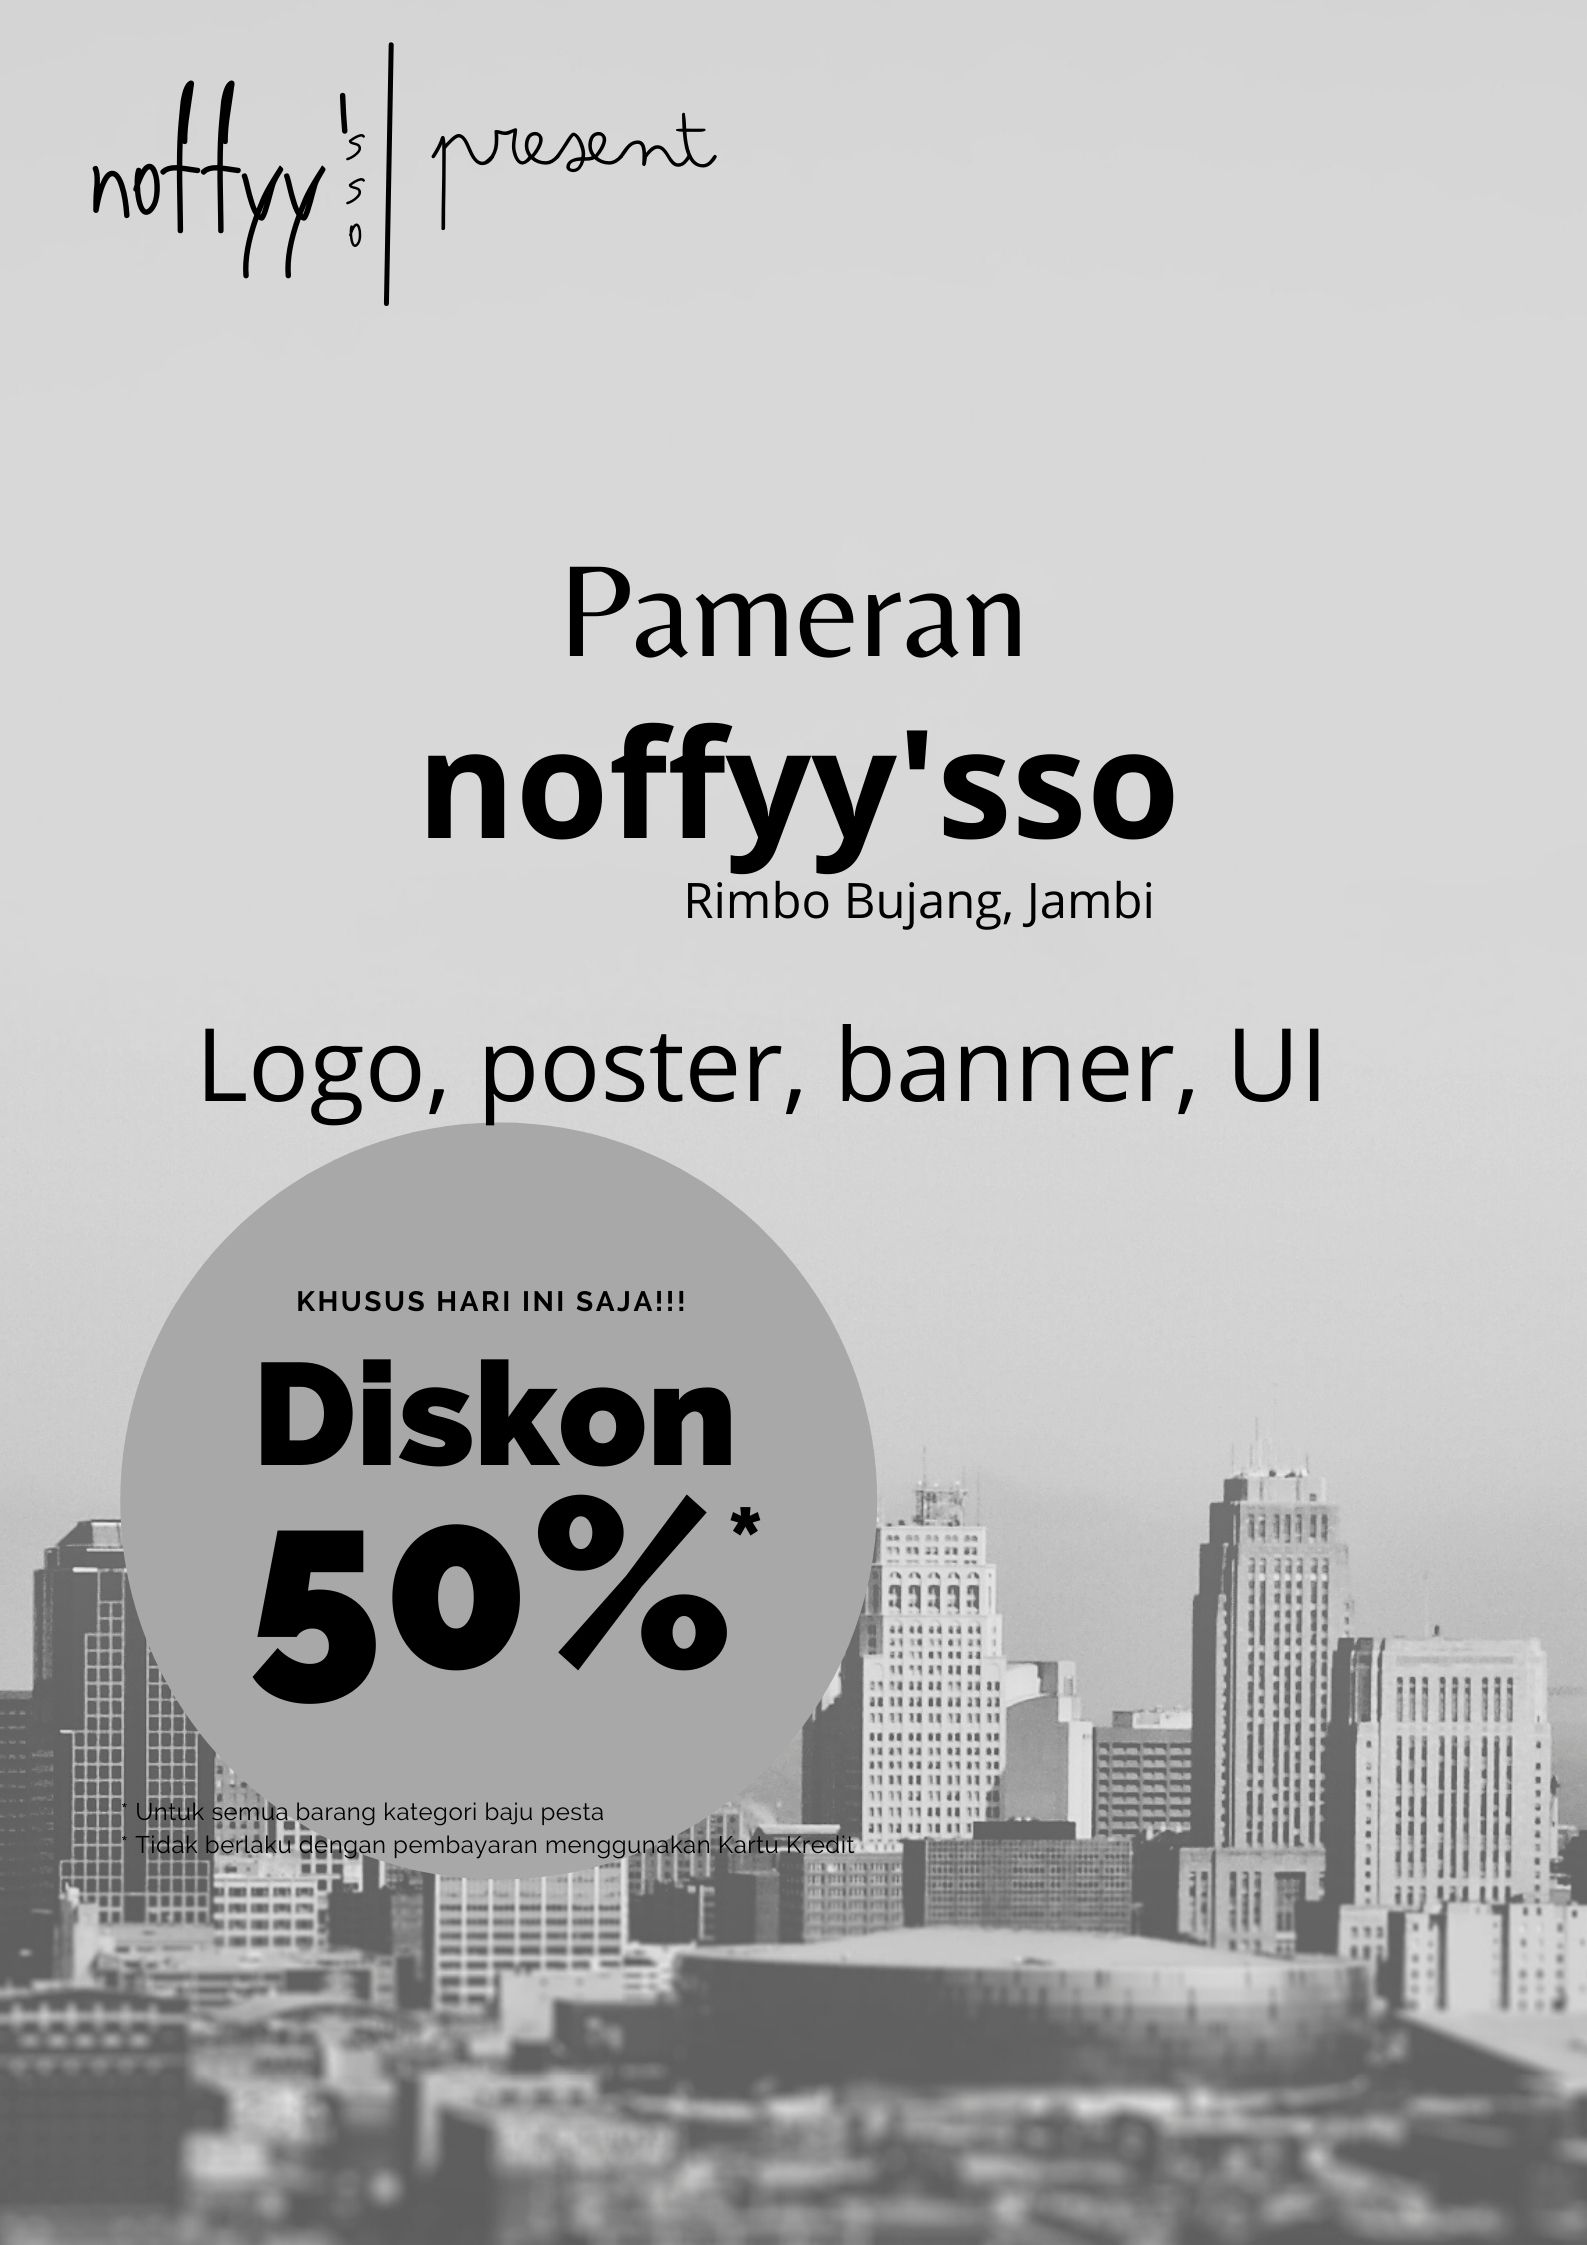 noffyy'sso | present
Pameran
noffyy'sso
Rimbo Bujang, Jambi
Logo, poster, banner, UI
KHUSUS HARI INI SAJA!!!
Diskon
50%*
* Untuk semua barang kategori baju pesta
* Tidak berlaku dengan pembayaran menggunakan Kartu Kredit